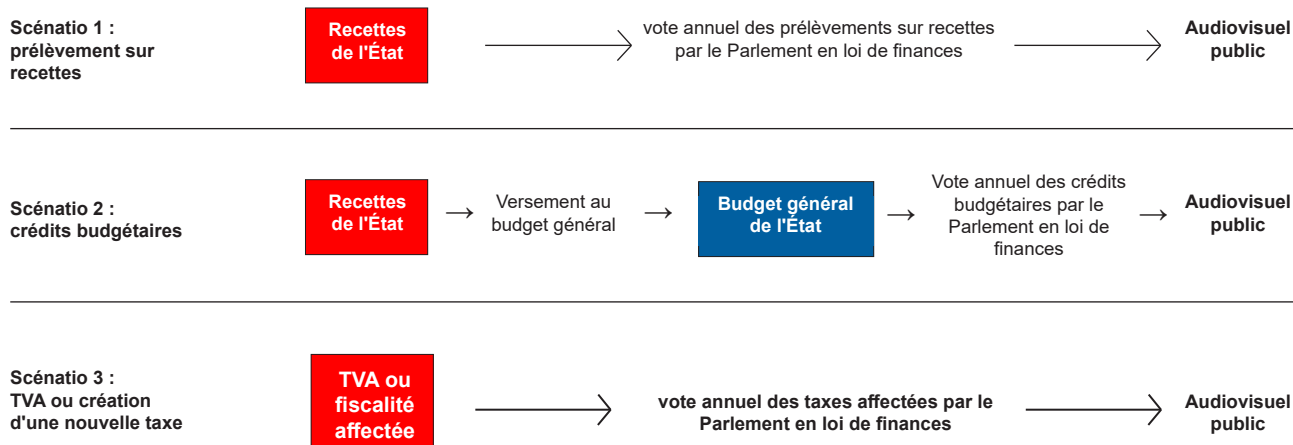 Scénatio 1 :
prélèvement sur
recettes
Recettes
de l'État
vote annuel des prélèvements sur recettes
par le Parlement en loi de finances
Audiovisuel
public
Scénatio 2 :
crédits budgétaires
Recettes
de l'État
Versement au
budget général
Budget général
de l'État
Vote annuel des crédits
budgétaires par le
Parlement en loi de
finances
Audiovisuel
public
Scénatio 3 :
TVA ou création
d'une nouvelle taxe
TVA ou
fiscalité
affectée
vote annuel des taxes affectées par le
Parlement en loi de finances
Audiovisuel
public